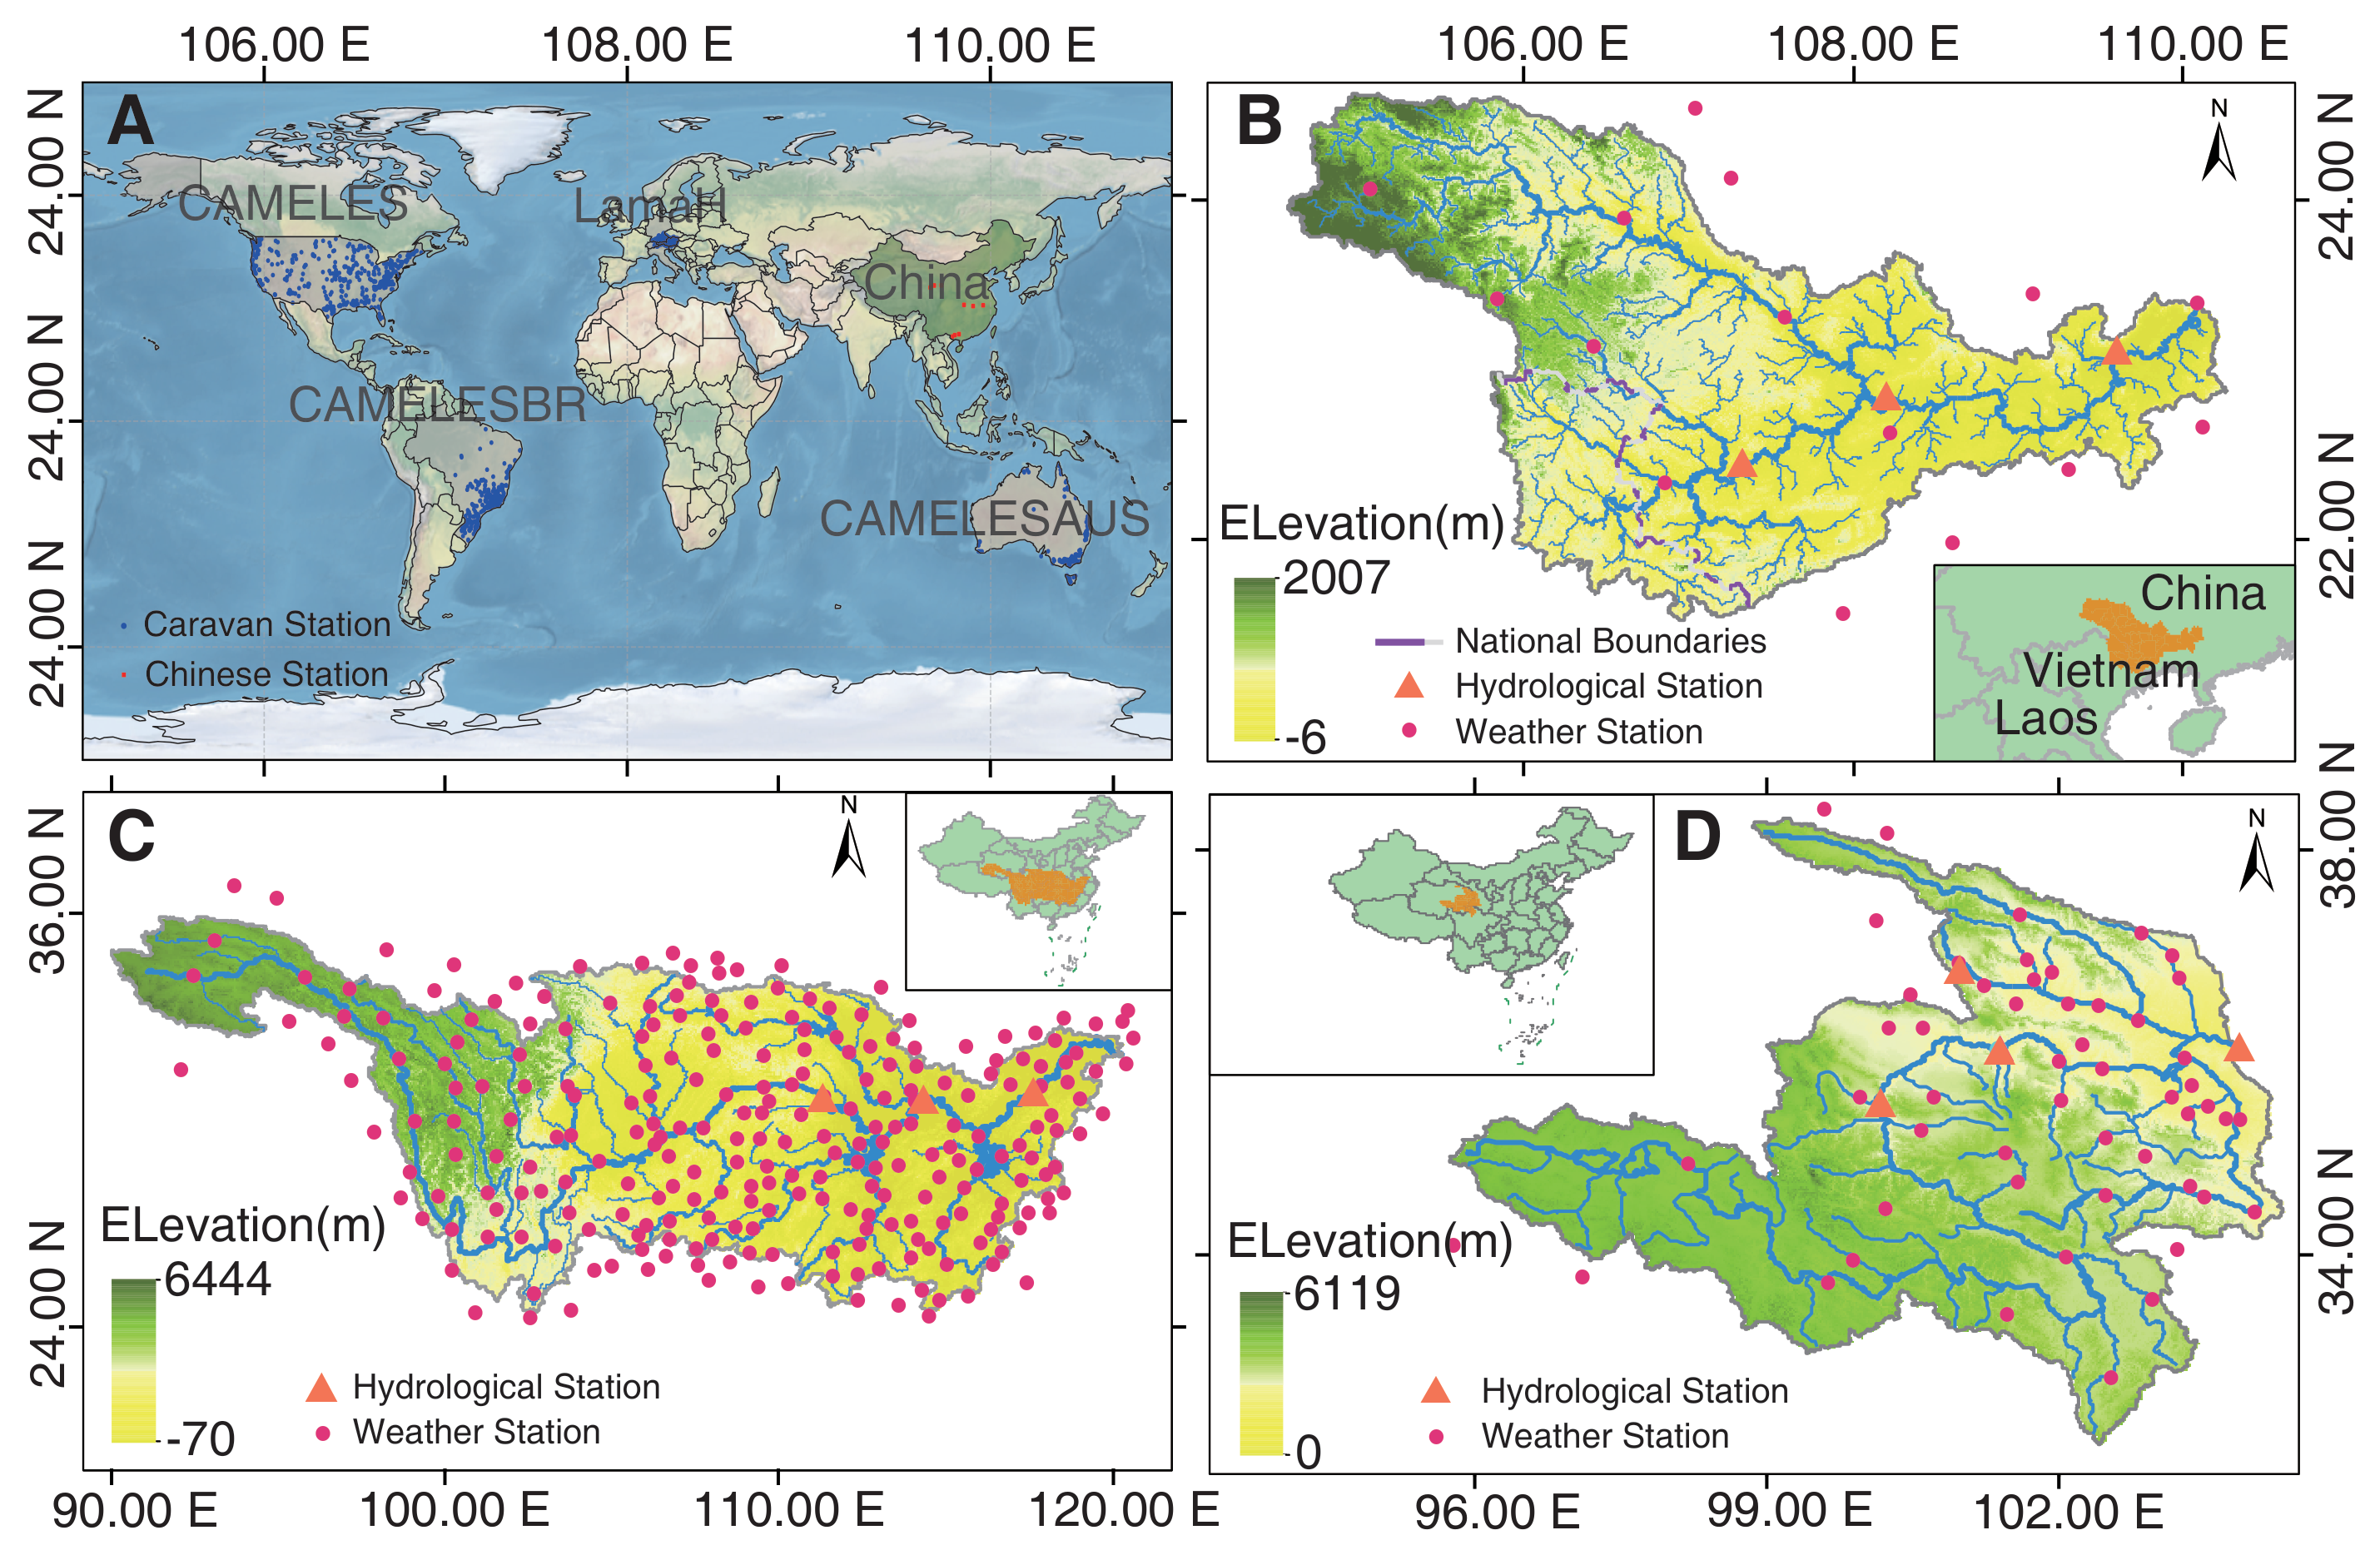 106.00 E 108.00 E 110.00 E
106.00 E 108.00 E 110.00 E
A
24.00 N
24.00 N
24.00 N
CAMELES
LamaH
China
CAMELESBR
CAMELESAUS
Caravan Station
Chinese Station
B
N
24.00 N
22.00 N
ELevation(m)
2007
-6
National Boundaries
Hydrological Station
Weather Station
China
Vietnam
Laos
C
N
36.00 N
24.00 N
ELevation(m)
6444
-70
Hydrological Station
Weather Station
90.00 E 100.00 E 110.00 E 120.00 E
D
N
38.00 N
34.00 N
ELevation(m)
6119
0
Hydrological Station
Weather Station
96.00 E 99.00 E 102.00 E